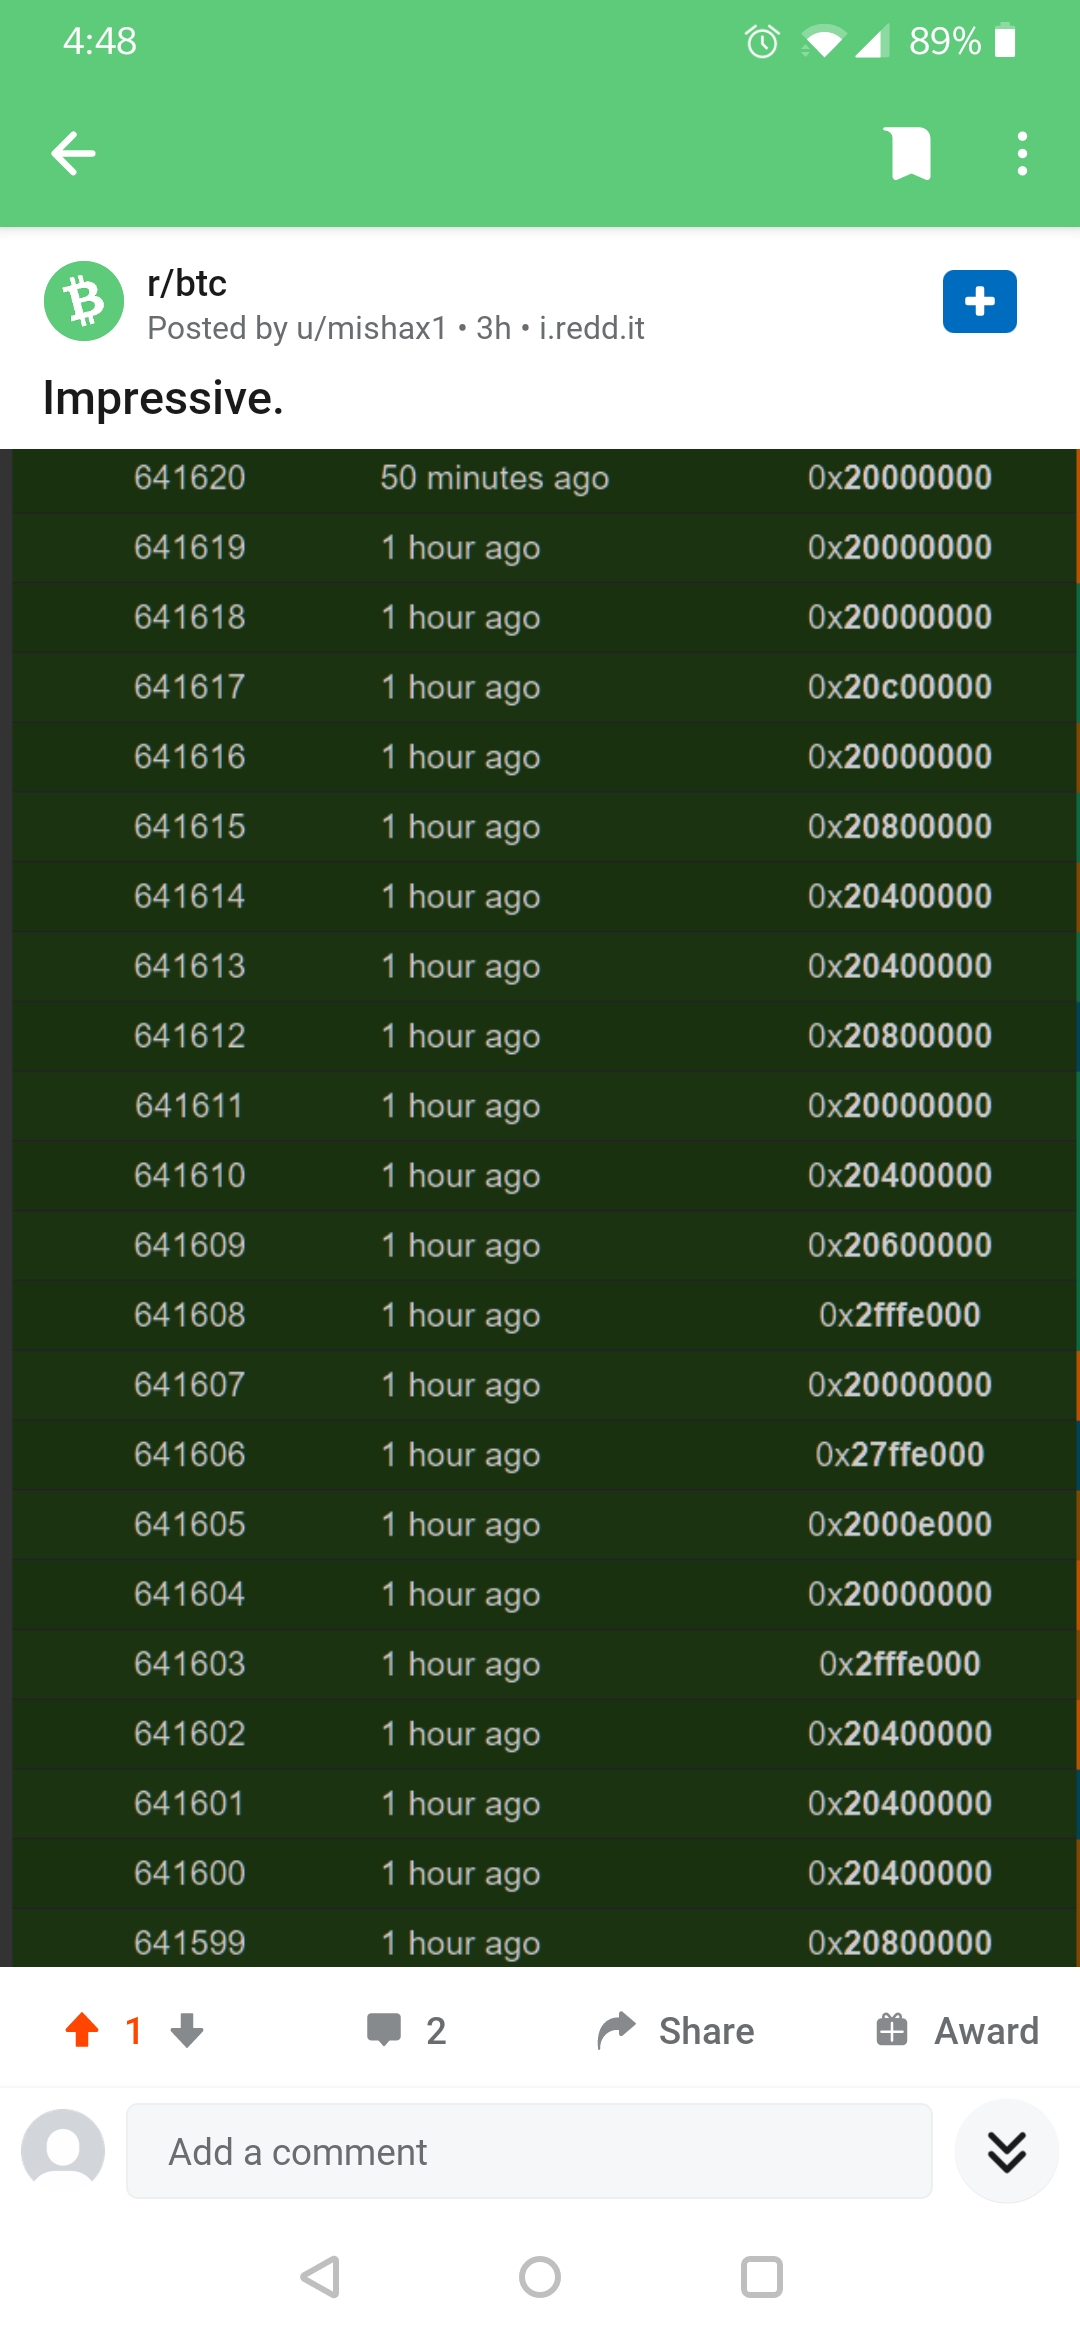 4:48 89%
r/btc
Posted by u/mishax1 • 3h • i.redd.it
Impressive.
641620 50 minutes ago 0x20000000
641619 1 hour ago 0x20000000
641618 1 hour ago 0x20000000
641617 1 hour ago 0x20c00000
641616 1 hour ago 0x20000000
641615 1 hour ago 0x20800000
641614 1 hour ago 0x20400000
641613 1 hour ago 0x20400000
641612 1 hour ago 0x20800000
641611 1 hour ago 0x20000000
641610 1 hour ago 0x20400000
641609 1 hour ago 0x20600000
641608 1 hour ago 0x2fffe000
641607 1 hour ago 0x20000000
641606 1 hour ago 0x27ffe000
641605 1 hour ago 0x2000e000
641604 1 hour ago 0x20000000
641603 1 hour ago 0x2fffe000
641602 1 hour ago 0x20400000
641601 1 hour ago 0x20400000
641600 1 hour ago 0x20400000
641599 1 hour ago 0x20800000
1 2 Share Award
Add a comment